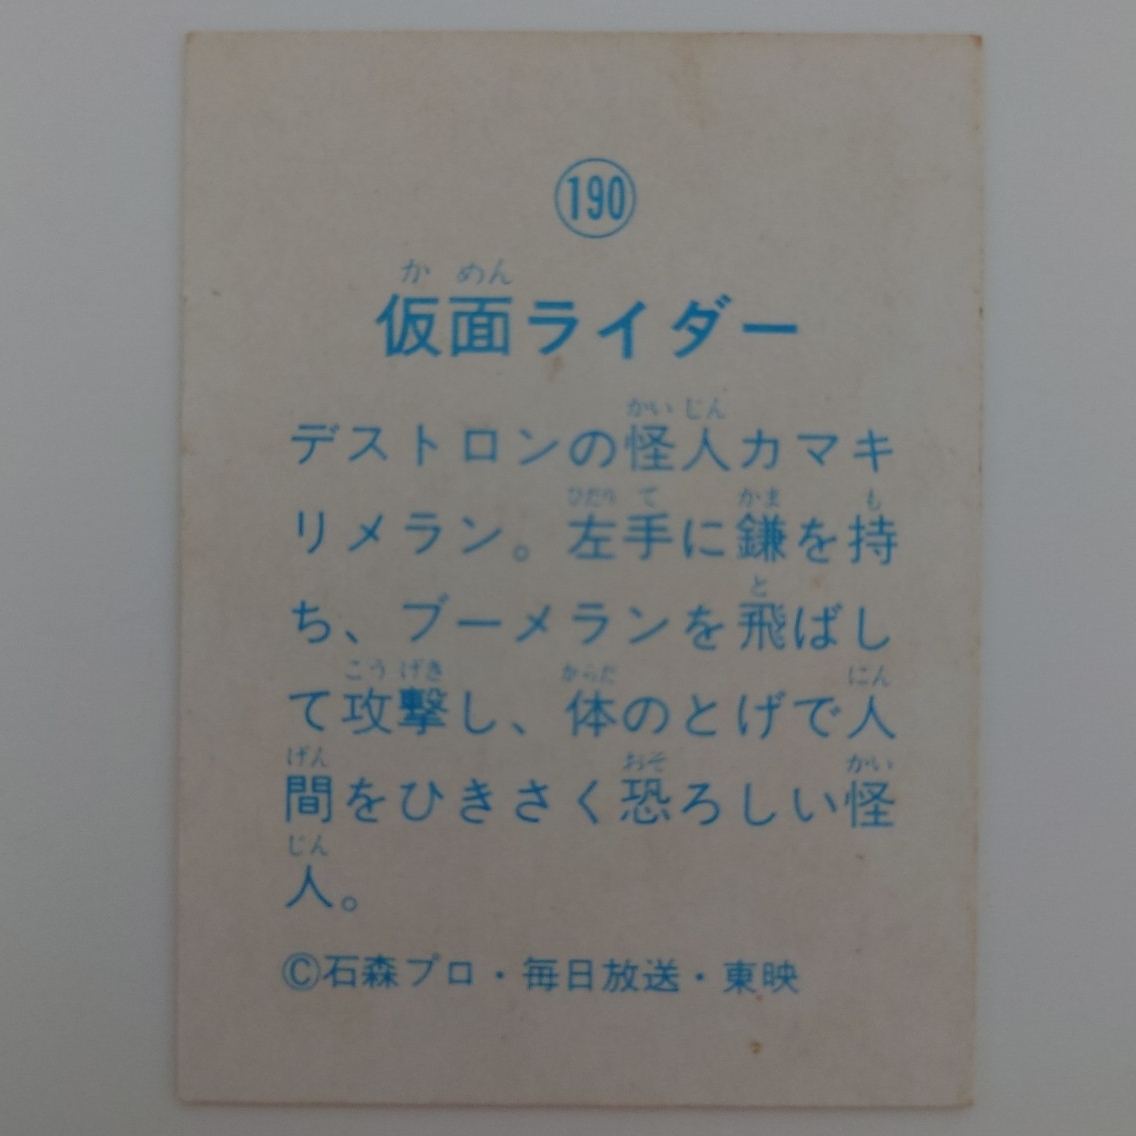 190
か めん
仮面ライダー
かい じん
デストロンの怪人カマキ
ひだり て かま も
リメラン。左手に鎌を持
と
ち、ブーメランを飛ばし
こう げき からだ にん
て攻撃し、体のとげで人
げん おそ かい
間をひきさく恐ろしい怪
じん
人。
©石森プロ・毎日放送・東映